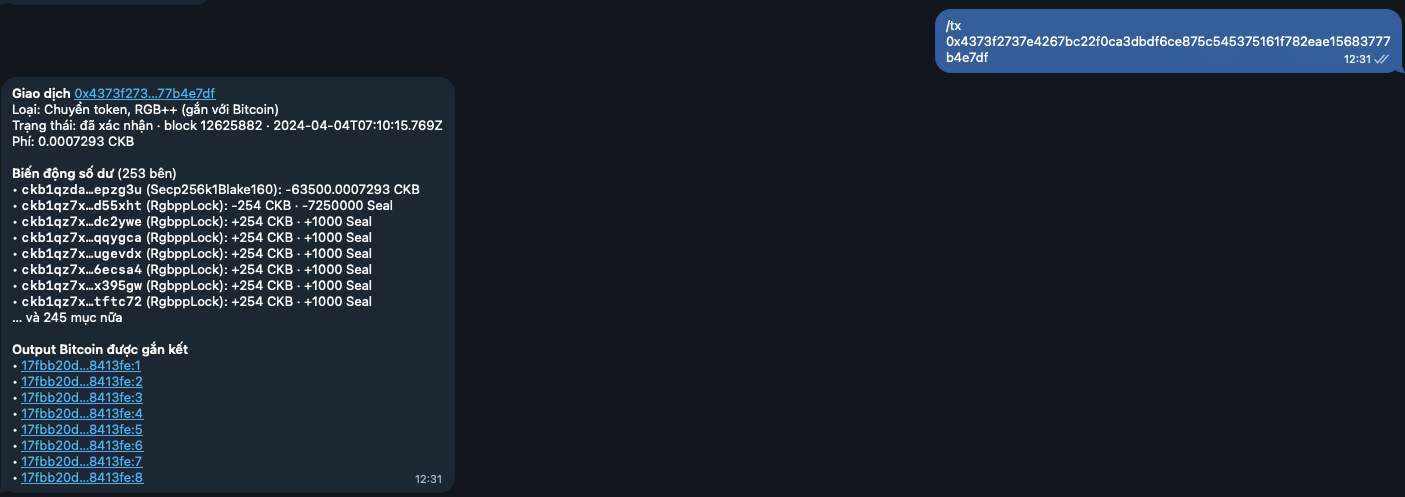 /tx
0x4373f2737e4267bc22f0ca3dbdf6ce875c545375161f782eae15683777
b4e7df
12:31
Giao dịch 0x4373f273...77b4e7df
Loại: Chuyển token, RGB++ (gắn với Bitcoin)
Trạng thái: đã xác nhận · block 12625882 · 2024-04-04T07:10:15.769Z
Phí: 0.0007293 CKB
Biến động số dư (253 bên)
• ckb1qzda…epzg3u (Secp256k1Blake160): -63500.0007293 CKB
• ckb1qz7x…d55xht (RgbppLock): -254 CKB · -7250000 Seal
• ckb1qz7x…dc2ywe (RgbppLock): +254 CKB · +1000 Seal
• ckb1qz7x…qqygca (RgbppLock): +254 CKB · +1000 Seal
• ckb1qz7x…ugevdx (RgbppLock): +254 CKB · +1000 Seal
• ckb1qz7x…6ecsa4 (RgbppLock): +254 CKB · +1000 Seal
• ckb1qz7x…x395gw (RgbppLock): +254 CKB · +1000 Seal
• ckb1qz7x…tftc72 (RgbppLock): +254 CKB · +1000 Seal
... và 245 mục nữa
Output Bitcoin được gắn kết
• 17fbb20d...8413fe:1
• 17fbb20d...8413fe:2
• 17fbb20d...8413fe:3
• 17fbb20d...8413fe:4
• 17fbb20d...8413fe:5
• 17fbb20d...8413fe:6
• 17fbb20d...8413fe:7
• 17fbb20d...8413fe:8
12:31